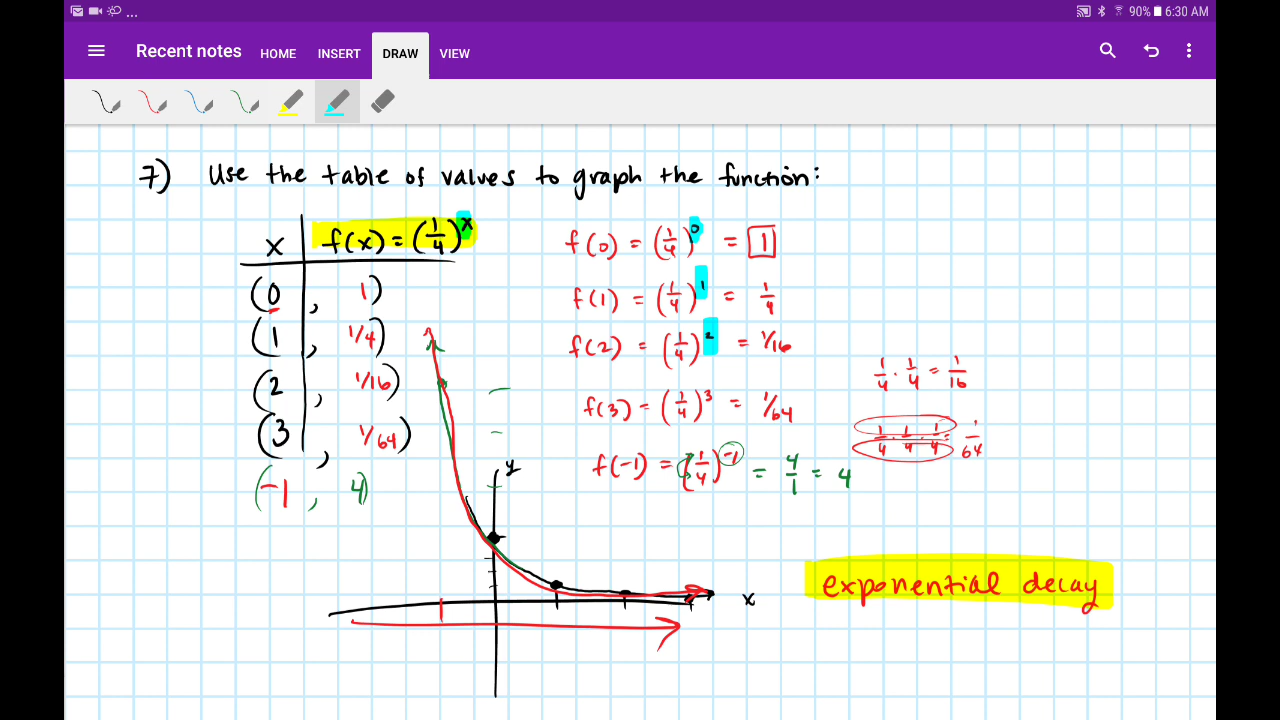 ... 90% 6:30 AM
Recent notes HOME INSERT DRAW VIEW
7) Use the table of values to graph the function:
x f(x) = (1/4)^x
(0, 1)
(1, 1/4)
(2, 1/16)
(3, 1/64)
(-1, 4)
f(0) = (1/4)^0 = 1
f(1) = (1/4)^1 = 1/4
f(2) = (1/4)^2 = 1/16
f(3) = (1/4)^3 = 1/64
f(-1) = (1/4)^-1 = 4/1 = 4
1/4 · 1/4 = 1/16
1/4 · 1/4 · 1/4 = 1/64
y
x
exponential decay